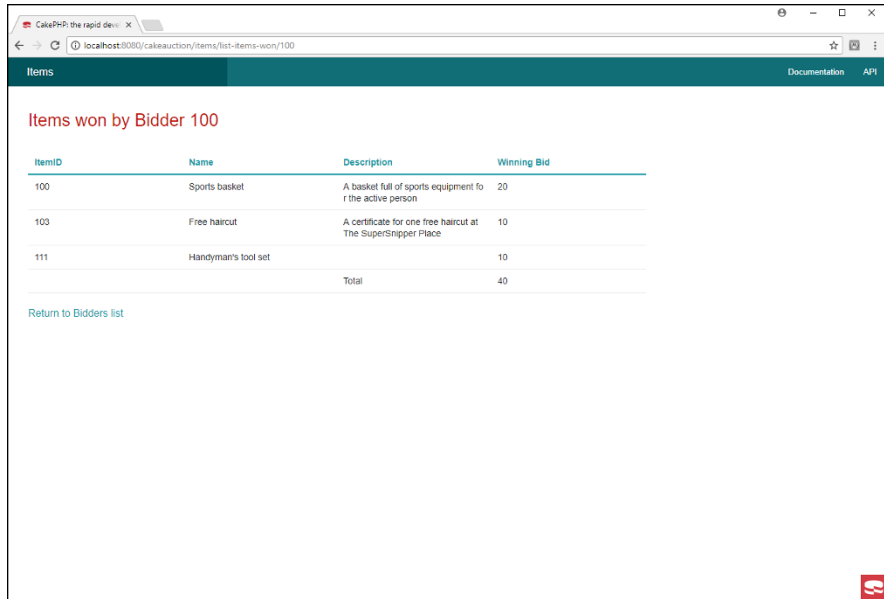 CakePHP: the rapid deve
localhost:8080/cakeauction/items/list-items-won/100
Items Documentation API
Items won by Bidder 100
ItemID Name Description Winning Bid
100 Sports basket A basket full of sports equipment fo 20
r the active person
103 Free haircut A certificate for one free haircut at 10
The SuperSnipper Place
111 Handyman's tool set 10
Total 40
Return to Bidders list